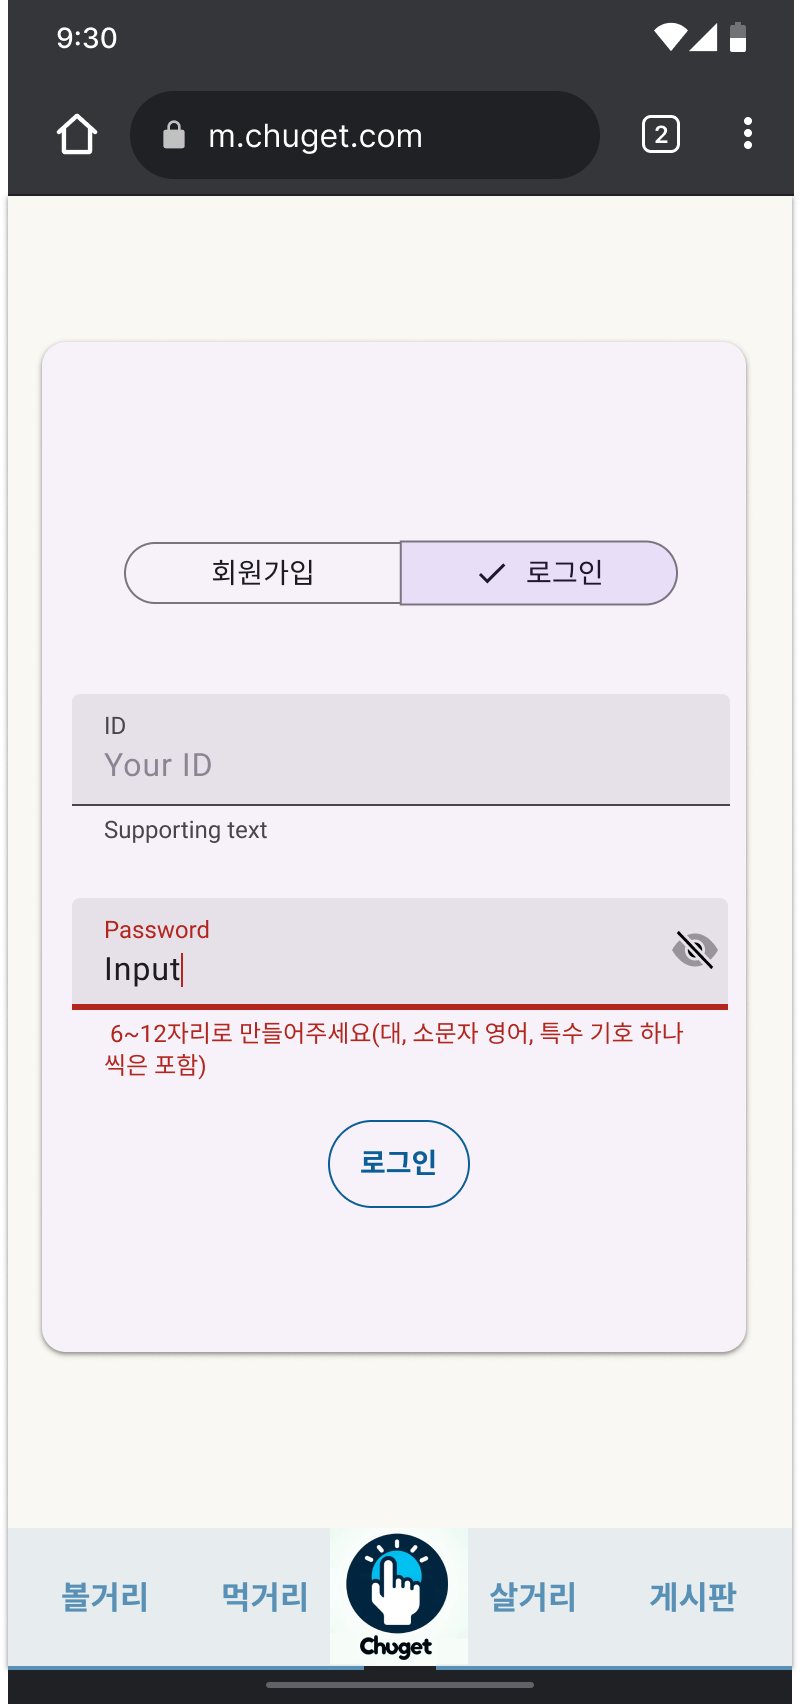 9:30
m.chuget.com
2
회원가입
로그인
ID
Your ID
Supporting text
Password
Input
6~12자리로 만들어주세요(대, 소문자 영어, 특수 기호 하나
씩은 포함)
로그인
볼거리
먹거리
Chuget
살거리
게시판